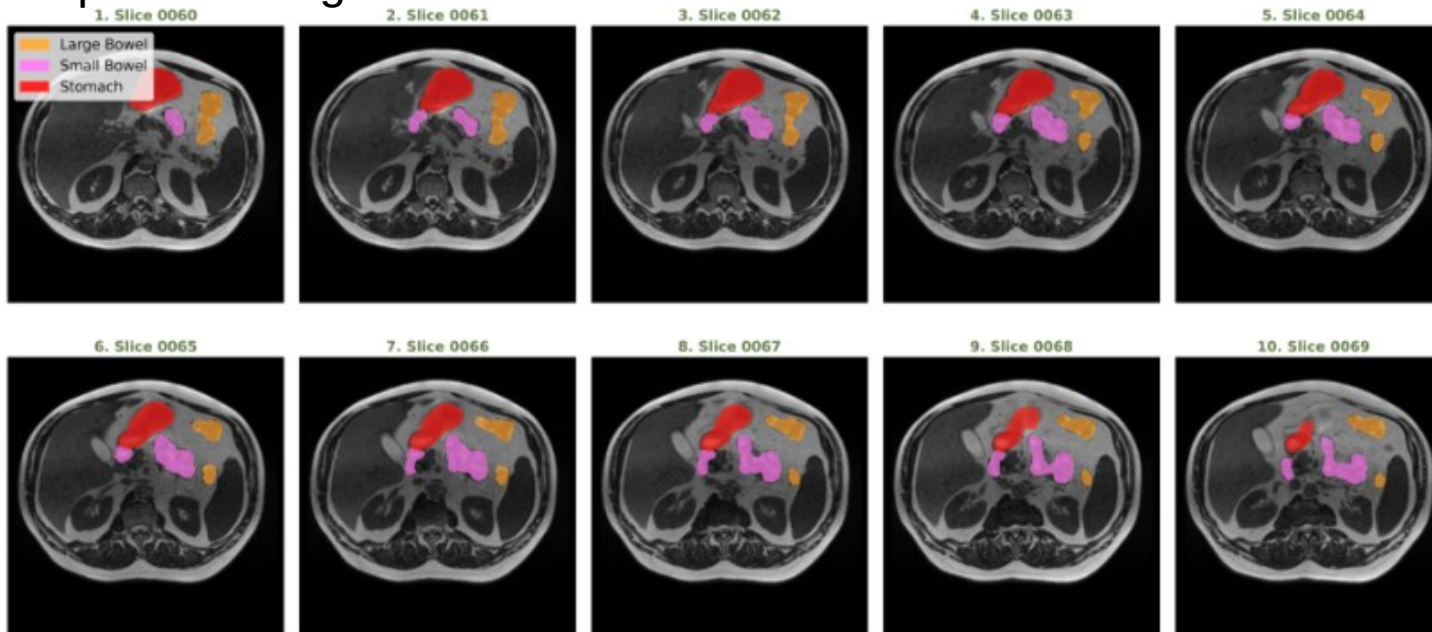 1. Slice 0060
2. Slice 0061
3. Slice 0062
4. Slice 0063
5. Slice 0064
Large Bowel
Small Bowel
Stomach
6. Slice 0065
7. Slice 0066
8. Slice 0067
9. Slice 0068
10. Slice 0069